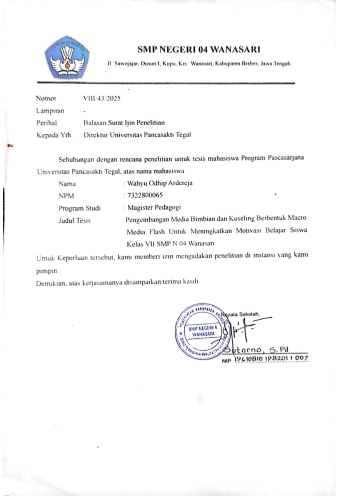 SMP NEGERI 04 WANASARI
Jl. Sawojajar, Dusun I, Kupu, Kec. Wanasari, Kabupaten Brebes, Jawa Tengah
Nomor : VIII/43/2025
Lampiran : -
Perihal : Balasan Surat Ijin Penelitian
Kepada Yth : Direktur Universitas Pancasakti Tegal
Sehubungan dengan rencana penelitian untuk tesis mahasiswa Program Pascasarjana
Universitas Pancasakti Tegal, atas nama mahasiswa
Nama : Wahyu Odhip Ardereja
NPM : 7322800065
Program Studi : Magister Pedagogi
Judul Tesis : Pengembangan Media Bimbian dan Koseling Berbentuk Macro
Media Flash Untuk Meningkatkan Motivasi Belajar Siswa
Kelas VII SMP N 04 Wanasari
Untuk Keperluan tersebut, kami memberi izin mengadakan penelitian di instansi yang kami
pimpin.
Demikian, atas kerjasamanya disampaikan terima kasih.
Kepala Sekolah,
SMP NEGERI 4
WANASARI
Sutarno, S.Pd
NIP 19610810 198201 1 007